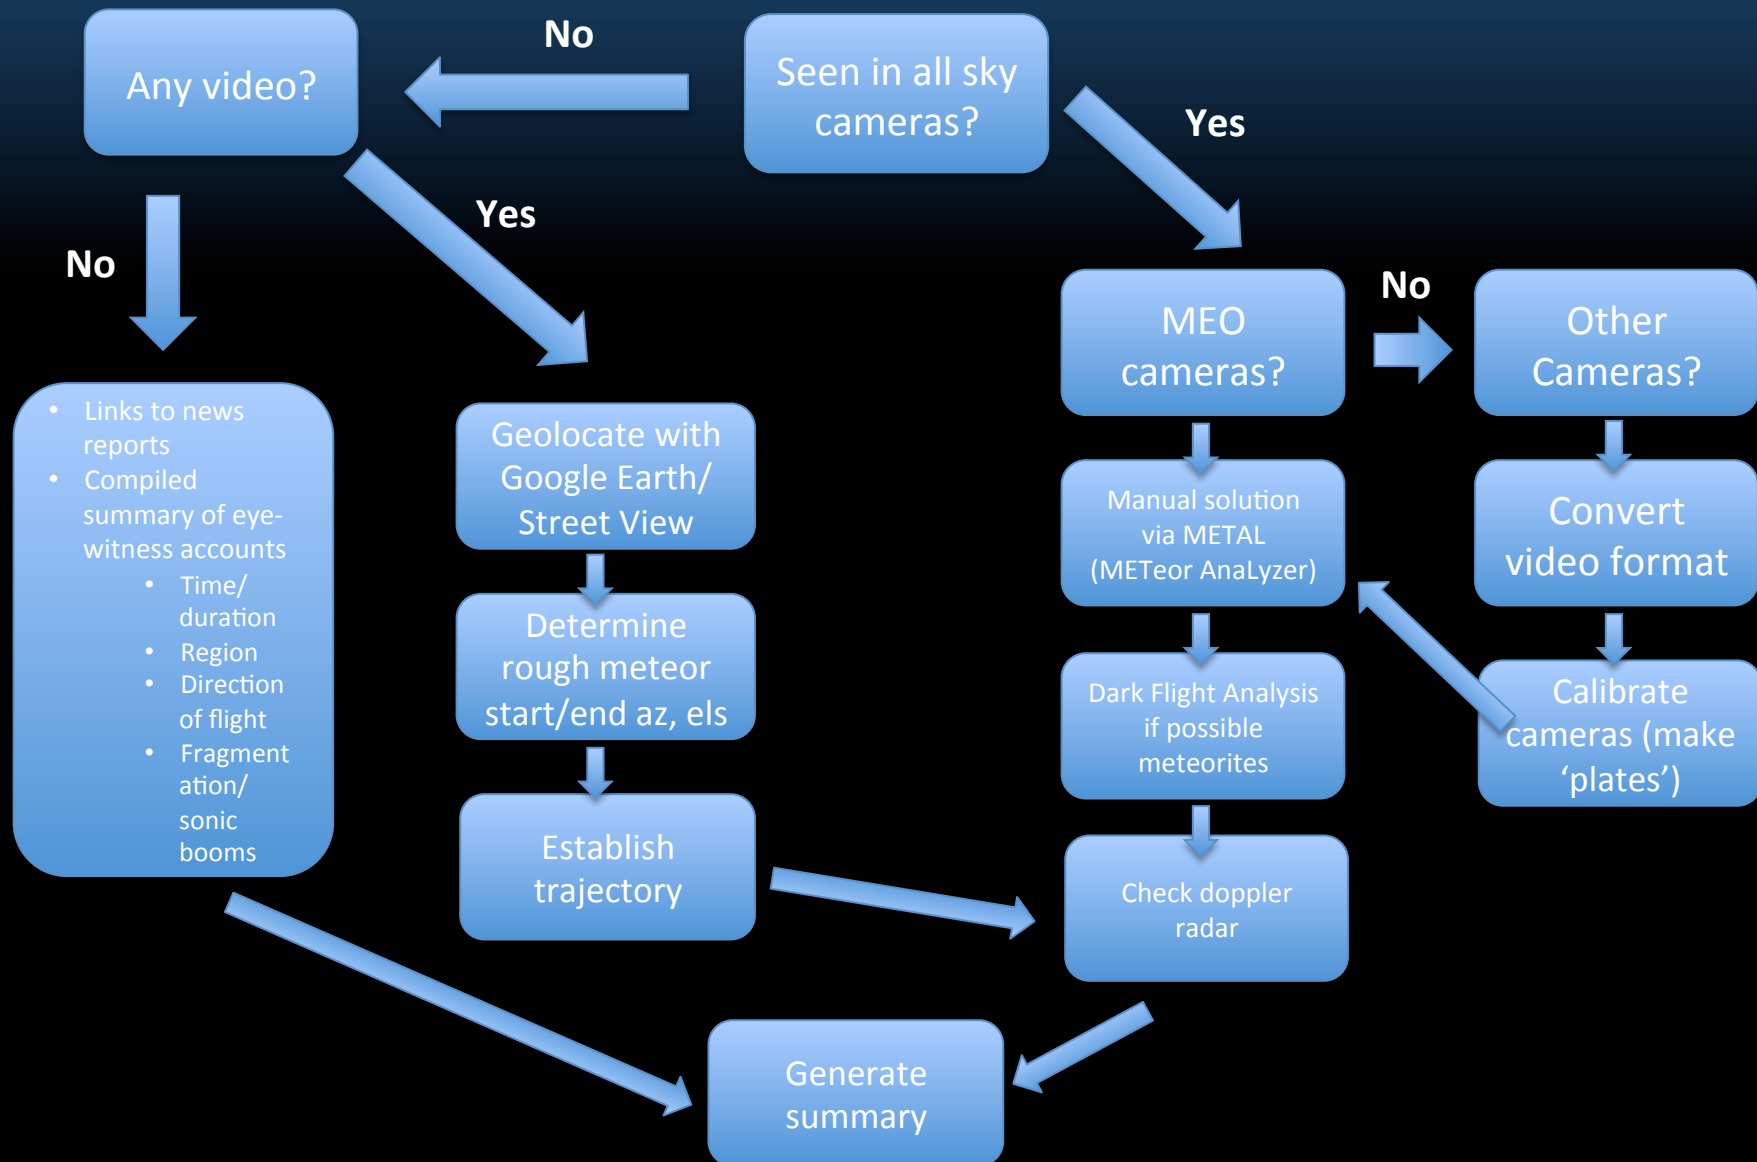 Any video?
No
Seen in all sky
cameras?
Yes
No
Yes
• Links to news
reports
• Compiled
summary of eye-
witness accounts
• Time/
duration
• Region
• Direction
of flight
• Fragment
ation/
sonic
booms
Geolocate with
Google Earth/
Street View
Determine
rough meteor
start/end az, els
Establish
trajectory
MEO
cameras?
No
Other
Cameras?
Manual solution
via METAL
(METeor AnaLyzer)
Convert
video format
Dark Flight Analysis
if possible
meteorites
Calibrate
cameras (make
‘plates’)
Check doppler
radar
Generate
summary